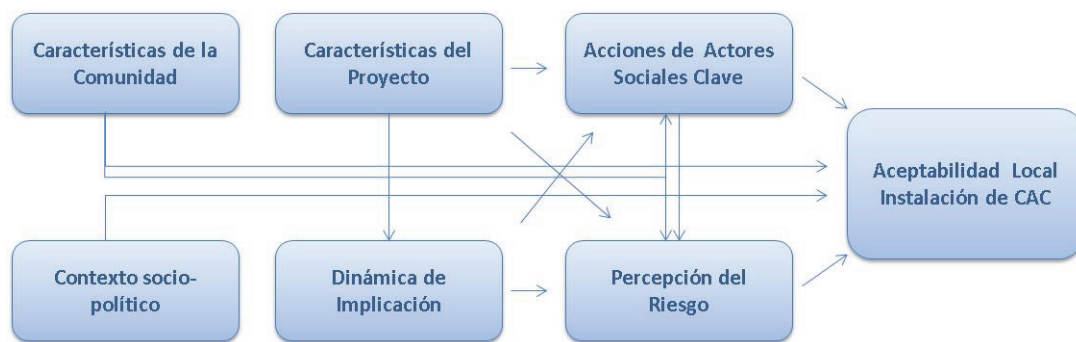 Características de la
Comunidad
Características del
Proyecto
Acciones de Actores
Sociales Clave
Aceptabilidad Local
Instalación de CAC
Contexto socio-
político
Dinámica de
Implicación
Percepción del
Riesgo